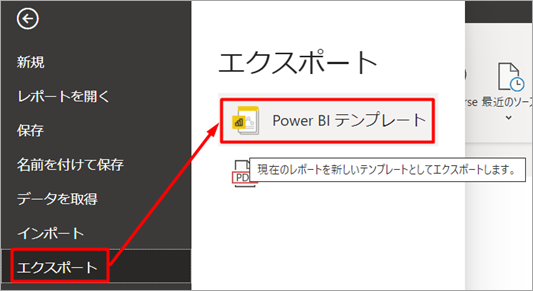 新規
レポートを開く
保存
名前を付けて保存
データを取得
インポート
エクスポート
エクスポート
Power BI テンプレート
現在のレポートを新しいテンプレートとしてエクスポートします。
PD
rse 最近のソース